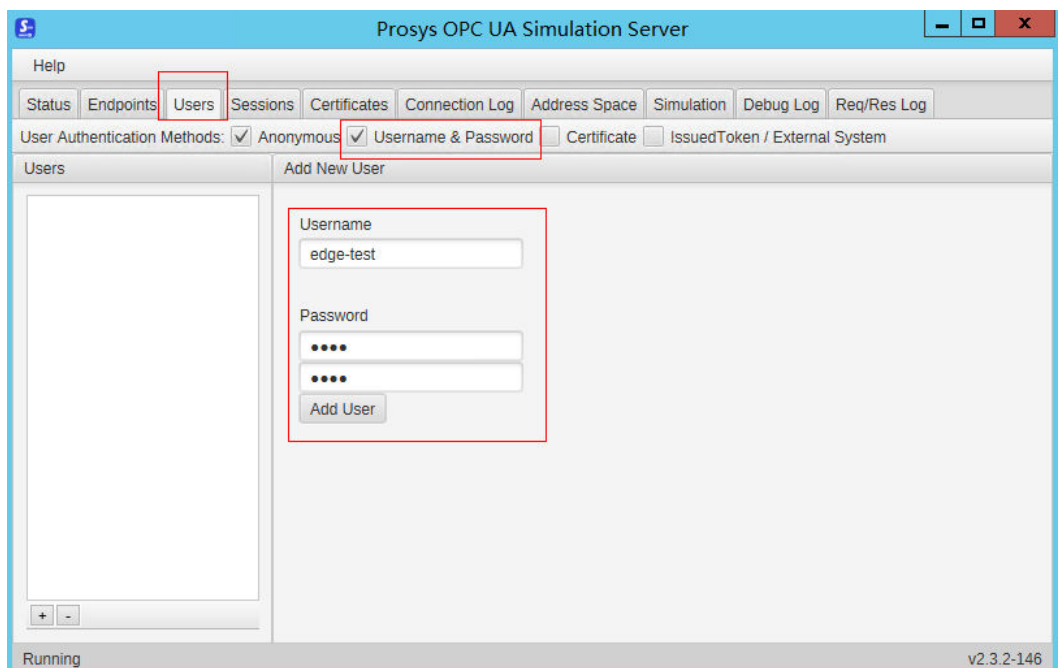 Prosys OPC UA Simulation Server
Help
Status Endpoints Users Sessions Certificates Connection Log Address Space Simulation Debug Log Req/Res Log
User Authentication Methods: Anonymous Username & Password Certificate IssuedToken / External System
Users Add New User
Username
edge-test
Password
••••
••••
Add User
+ -
Running v2.3.2-146